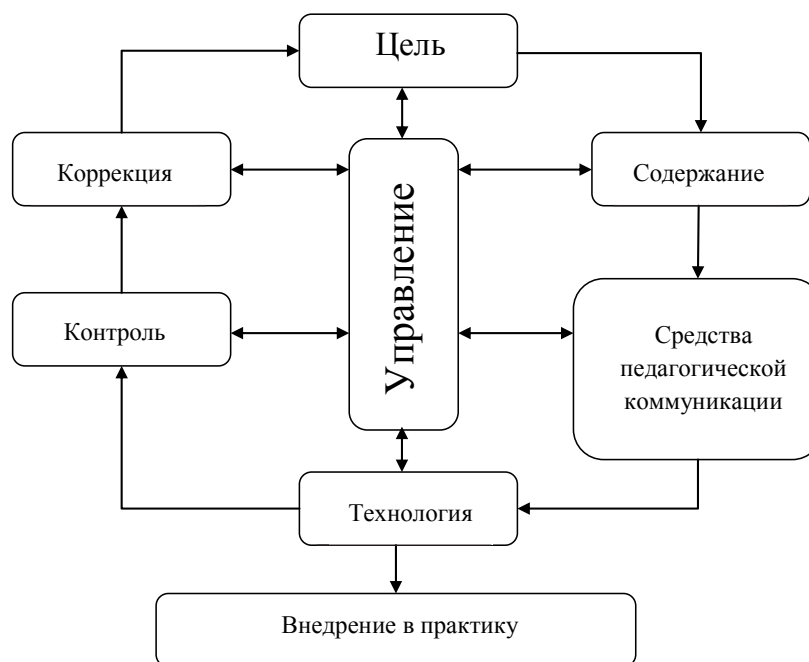 Цель
Коррекция
Содержание
Управление
Контроль
Средства
педагогической
коммуникации
Технология
Внедрение в практику